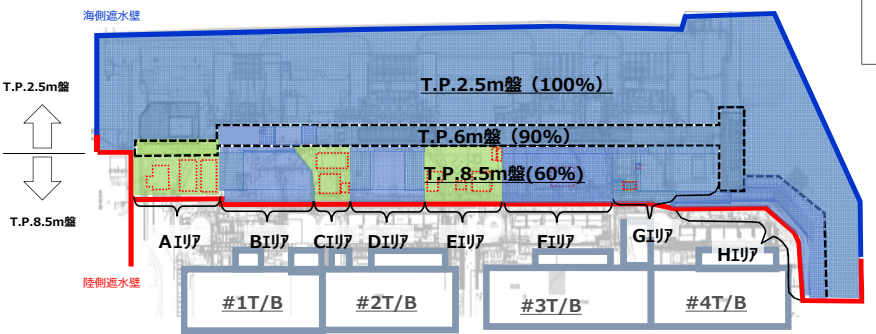 海側遮水壁
T.P.2.5m盤（100%）
T.P.2.5m盤
T.P.6m盤（90%）
T.P.8.5m盤(60%)
T.P.8.5m盤
Aエリア
Bエリア
Cエリア
Dエリア
Eエリア
Fエリア
Gエリア
Hエリア
陸側遮水壁
#1T/B
#2T/B
#3T/B
#4T/B